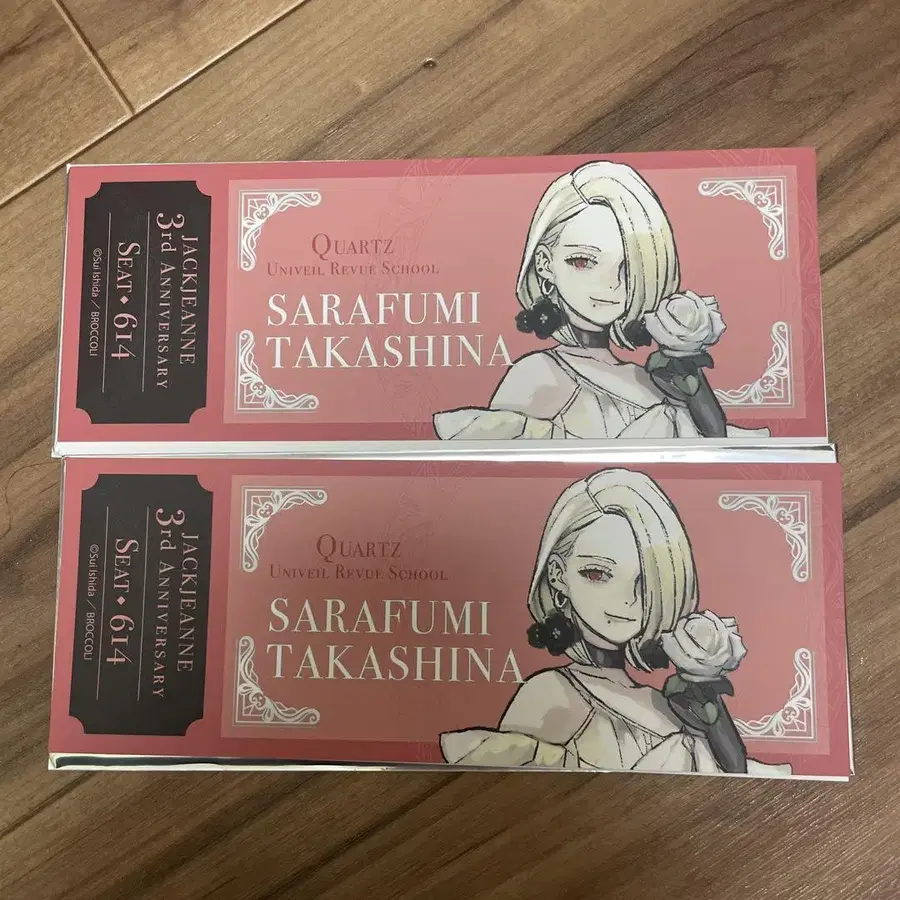 JACKJEANNE
3rd ANNIVERSARY
SEAT◆614
©Sui Ishida / BROCCOLI
QUARTZ
UNIVEIL REVUE SCHOOL
SARAFUMI
TAKASHINA
JACKJEANNE
3rd ANNIVERSARY
SEAT◆614
©Sui Ishida / BROCCOLI
QUARTZ
UNIVEIL REVUE SCHOOL
SARAFUMI
TAKASHINA